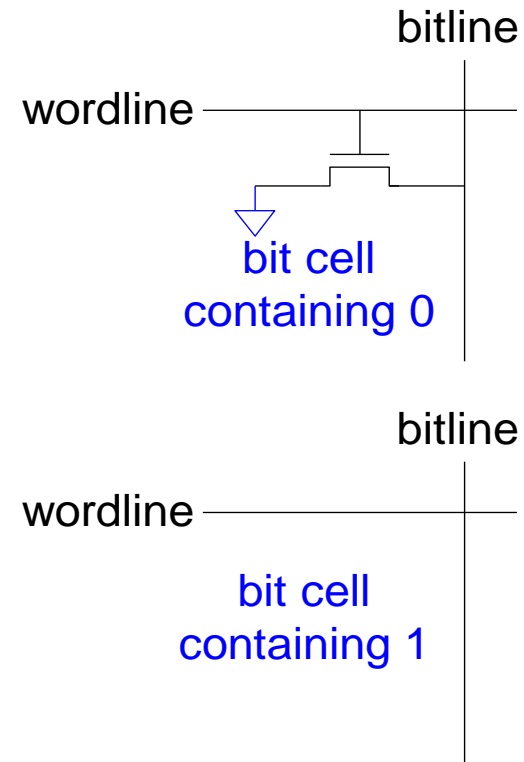 bitline
wordline
bit cell
containing 0
bitline
wordline
bit cell
containing 1